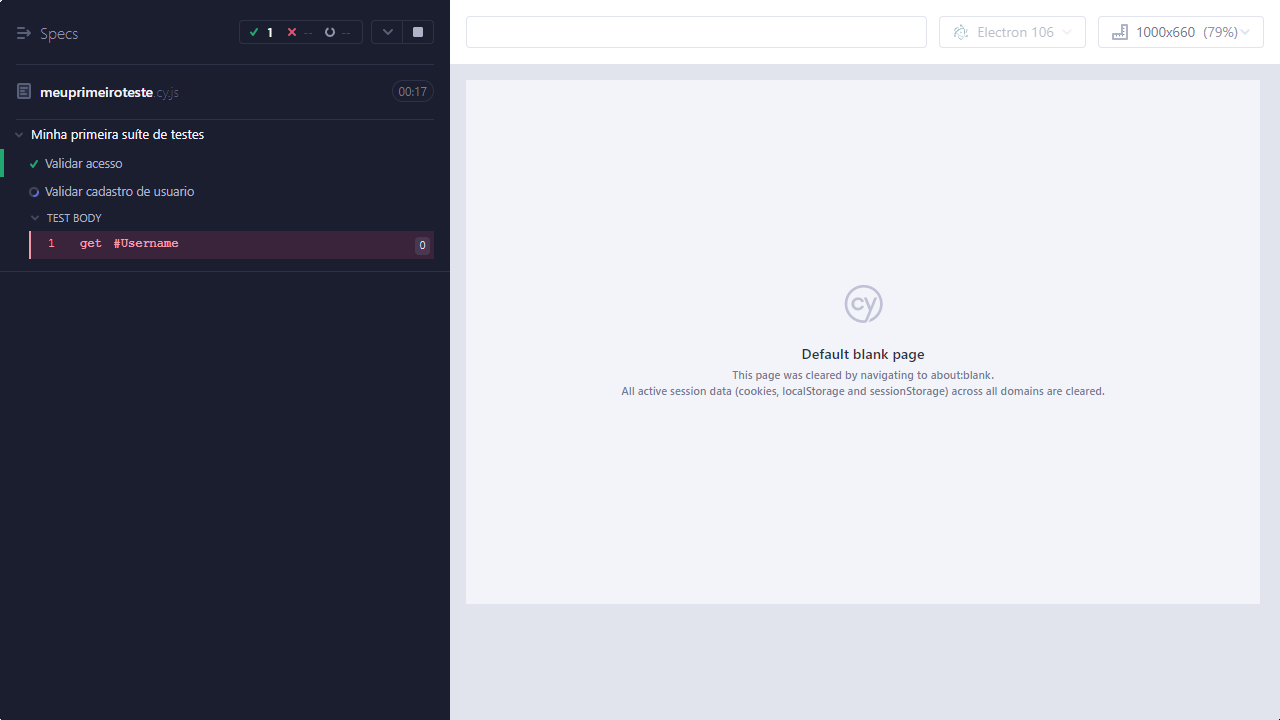 Specs
1 -- --
meuprimeiroteste.cy.js 00:17
Minha primeira suíte de testes
Validar acesso
Validar cadastro de usuario
TEST BODY
1 get #Username 0
Electron 106 1000x660 (79%)
cy
Default blank page
This page was cleared by navigating to about:blank.
All active session data (cookies, localStorage and sessionStorage) across all domains are cleared.